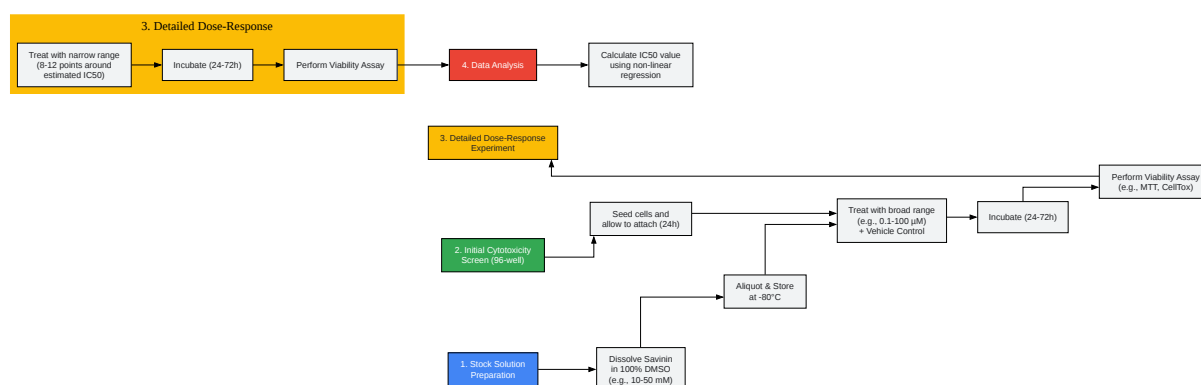 3. Detailed Dose-Response
Treat with narrow range
(8-12 points around
estimated IC50)
Incubate (24-72h)
Perform Viability Assay
4. Data Analysis
Calculate IC50 value
using non-linear
regression
3. Detailed Dose-Response
Experiment
Perform Viability Assay
(e.g., MTT, CellTox)
Seed cells and
allow to attach (24h)
Treat with broad range
(e.g., 0.1-100 µM)
+ Vehicle Control
Incubate (24-72h)
2. Initial Cytotoxicity
Screen (96-well)
Aliquot & Store
at -80°C
1. Stock Solution
Preparation
Dissolve Savinin
in 100% DMSO
(e.g., 10-50 mM)